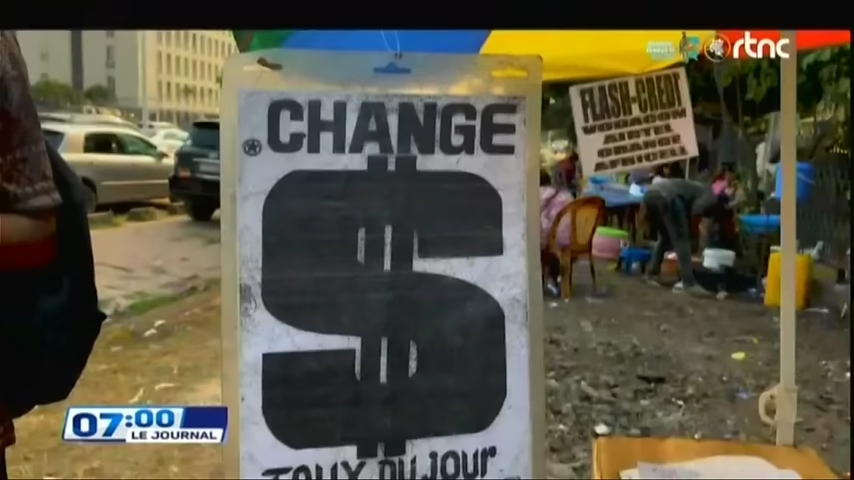 rtnc
.CHANGE
$
TAUX DU JOUR
FLASH-CREDIT
VODACOM
AIRTEL
ORANGE
AFRICELL
07:00
LE JOURNAL